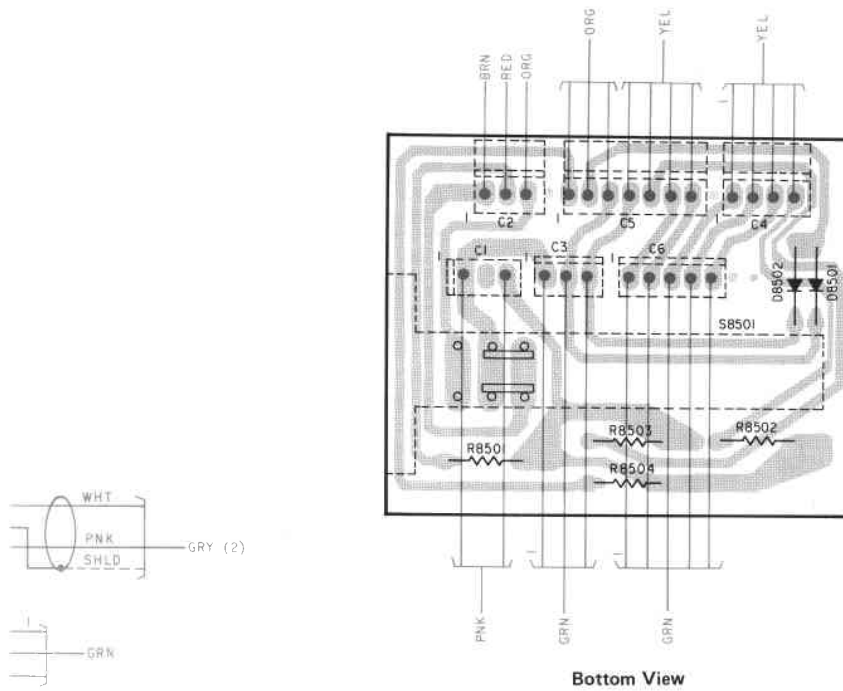 BRN
RED
ORG
ORG
YEL
YEL
C2
C5
C4
C1
C3
C6
D8502
D8501
S8501
R8503
R8502
R8501
R8504
WHT
PNK
GRY (2)
SHLD
GRN
PNK
GRN
GRN
Bottom View